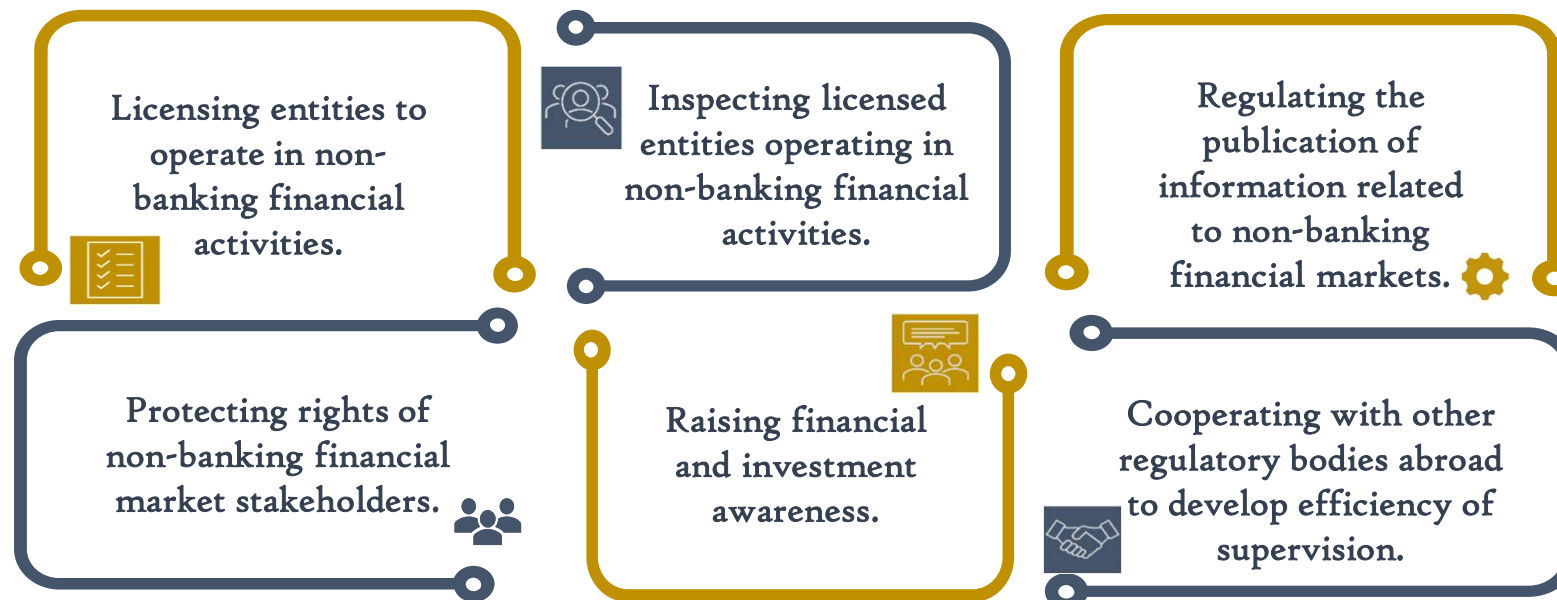 Licensing entities to
operate in non-
banking financial
activities.
Inspecting licensed
entities operating in
non-banking financial
activities.
Regulating the
publication of
information related
to non-banking
financial markets.
Protecting rights of
non-banking financial
market stakeholders.
Raising financial
and investment
awareness.
Cooperating with other
regulatory bodies abroad
to develop efficiency of
supervision.